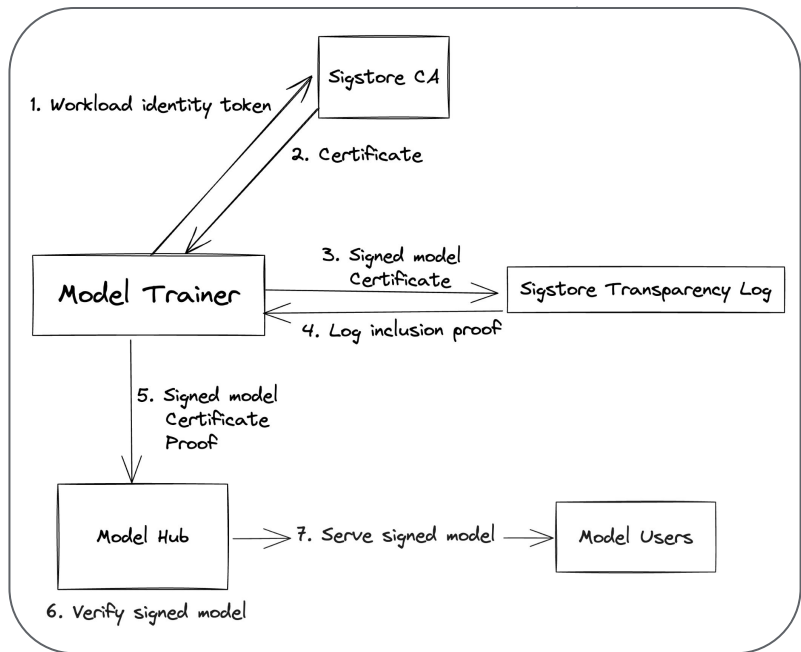 Sigstore CA
1. Workload identity token
2. Certificate
3. Signed model
Certificate
Model Trainer
Sigstore Transparency Log
4. Log inclusion proof
5. Signed model
Certificate
Proof
Model Hub
7. Serve signed model
Model Users
6. Verify signed model